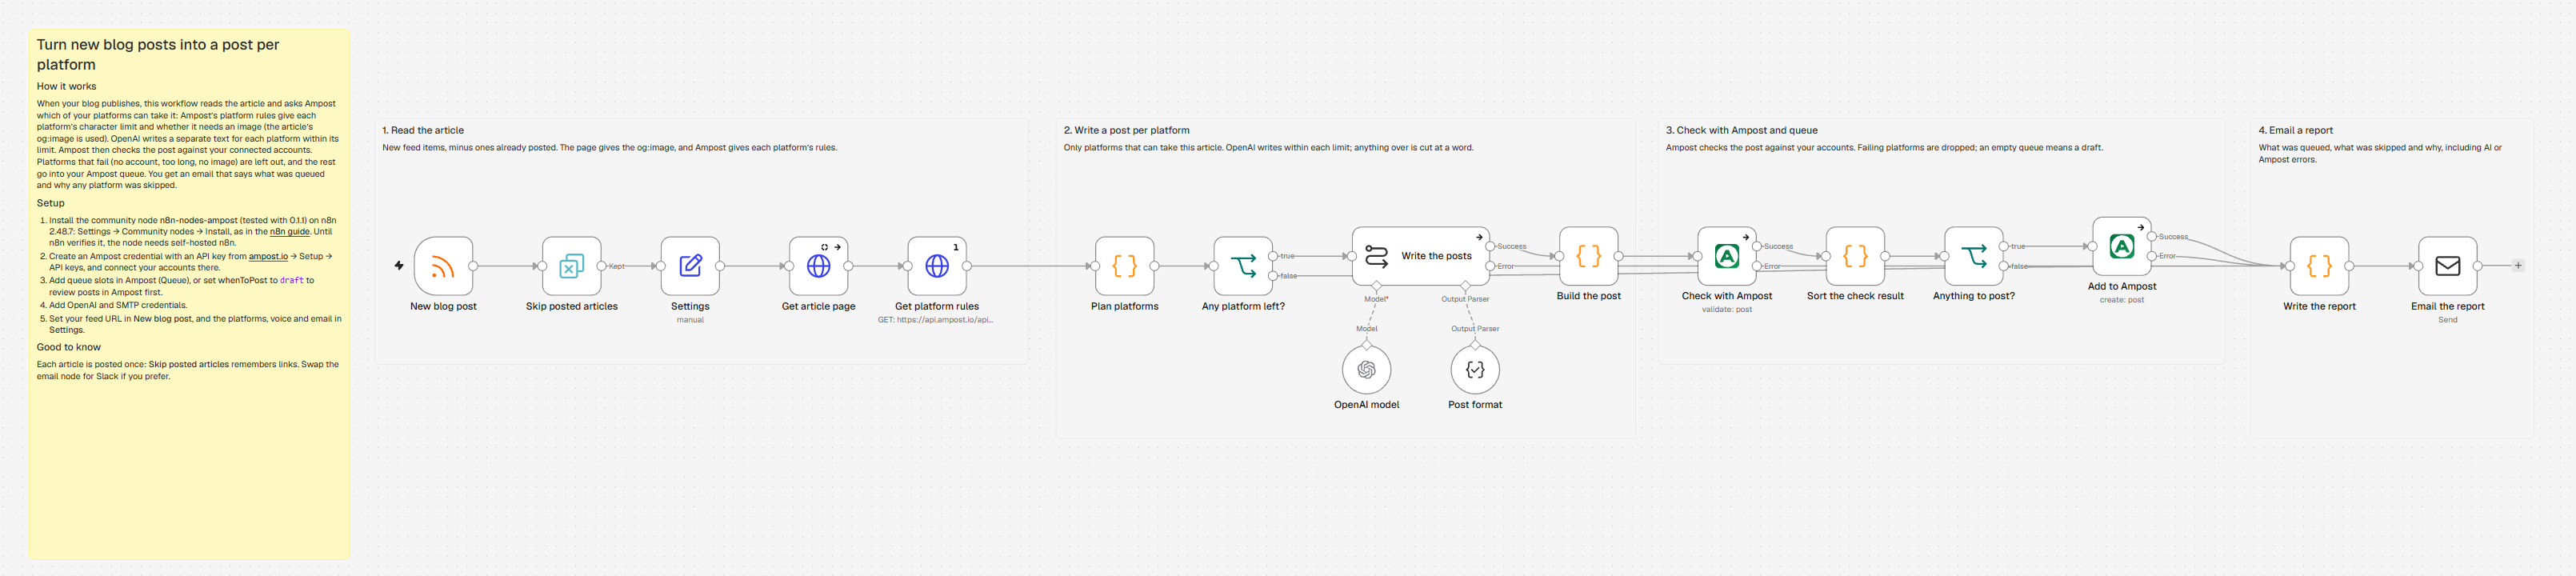 Turn new blog posts into a post per
platform
How it works
When your blog publishes, this workflow reads the article and asks Ampost
which of your platforms can take it: Ampost's platform rules give each
platform's character limit and whether it needs an image (the article's
og:image is used). OpenAI writes a separate text for each platform within its
limit. Ampost then checks the post against your connected accounts.
Platforms that fail (no account, too long, no image) are left out, and the rest
go into your Ampost queue. You get an email that says what was queued
and why any platform was skipped.
Setup
1. Install the community node n8n-nodes-ampost (tested with 0.1.1) on n8n
2.48.7: Settings → Community nodes → Install, as in the n8n guide. Until
n8n verifies it, the node needs self-hosted n8n.
2. Create an Ampost credential with an API key from ampost.io → Setup →
API keys, and connect your accounts there.
3. Add queue slots in Ampost (Queue), or set whenToPost to draft to
review posts in Ampost first.
4. Add OpenAI and SMTP credentials.
5. Set your feed URL in New blog post, and the platforms, voice and email in
Settings.
Good to know
Each article is posted once: Skip posted articles remembers links. Swap the
email node for Slack if you prefer.
1. Read the article
New feed items, minus ones already posted. The page gives the og:image, and Ampost gives each platform's rules.
New blog post
Kept
Skip posted articles
Settings
manual
Get article page
1
Get platform rules
GET: https://api.ampost.io/api...
2. Write a post per platform
Only platforms that can take this article. OpenAI writes within each limit; anything over is cut at a word.
Plan platforms
true
false
Any platform left?
Write the posts
Success
Error
Model*
Output Parser
Model
Output Parser
OpenAI model
Post format
Build the post
3. Check with Ampost and queue
Ampost checks the post against your accounts. Failing platforms are dropped; an empty queue means a draft.
Success
Error
Check with Ampost
validate: post
Sort the check result
true
false
Anything to post?
Success
Error
Add to Ampost
create: post
4. Email a report
What was queued, what was skipped and why, including AI or
Ampost errors.
Write the report
Email the report
Send